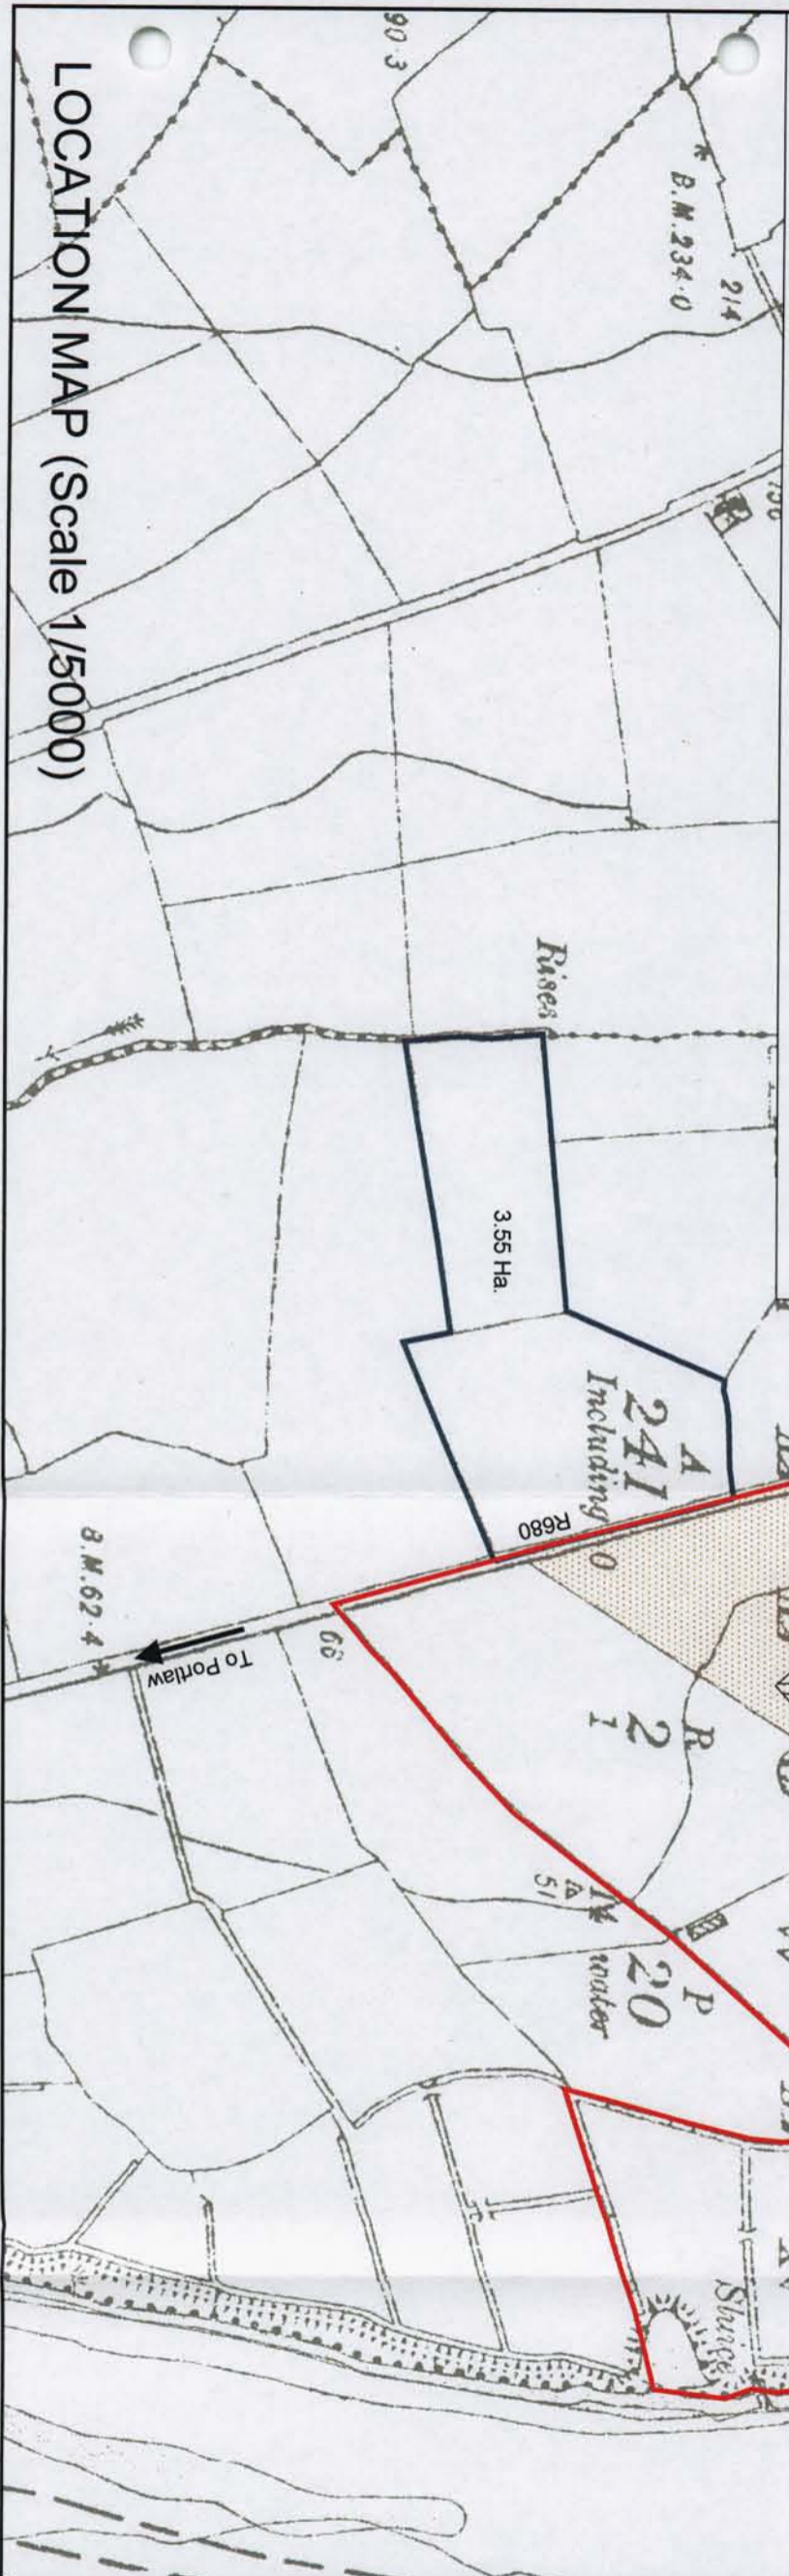 LOCATION MAP (Scale 1/5000)
90·3
B.M.234·0
214
Rises
3.55 Ha.
A
241
Including 0
R680
R
2
1
66
To Portlaw
B.M.62·4
51
P
20
water
Sluice